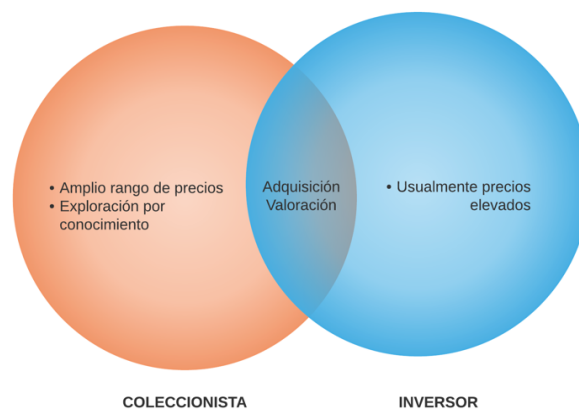 • Amplio rango de precios
• Exploración por
conocimiento
Adquisición
Valoración
• Usualmente precios
elevados
COLECCIONISTA
INVERSOR